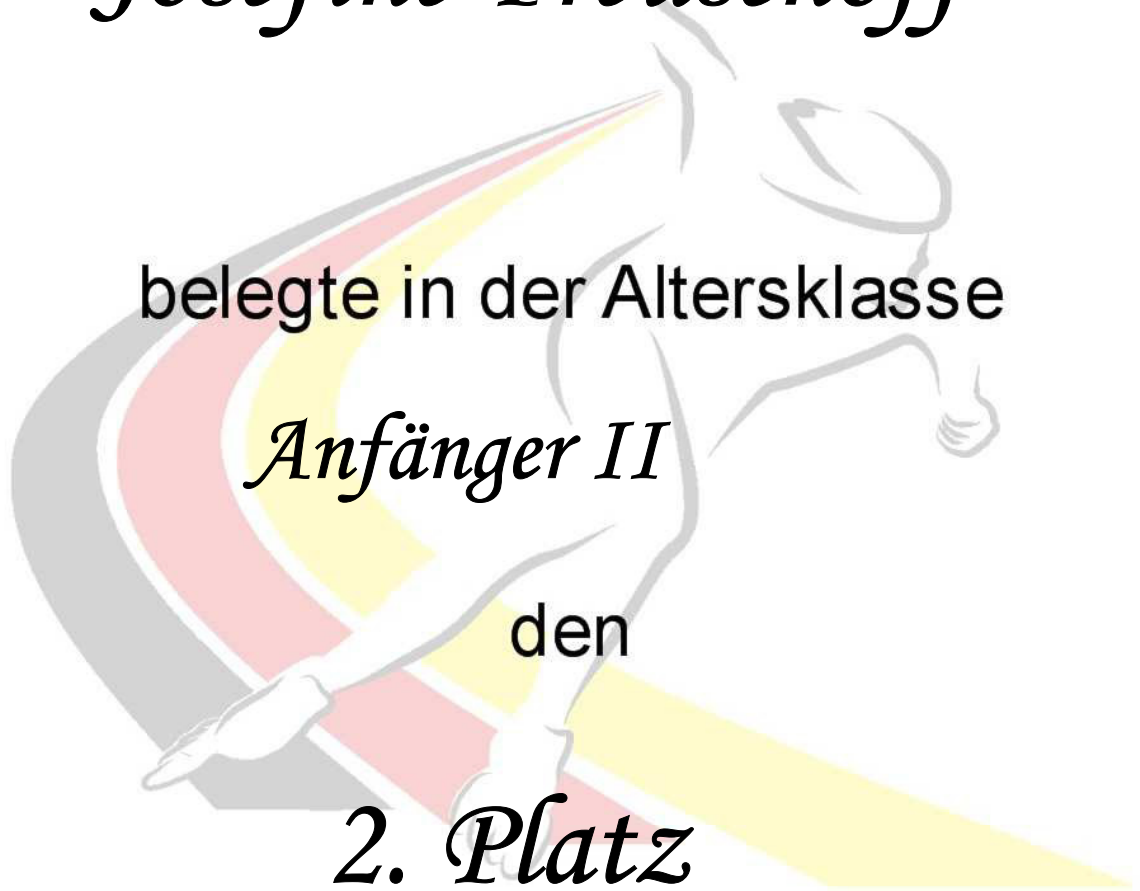 belegte in der Altersklasse
Anfänger II
den
2. Platz